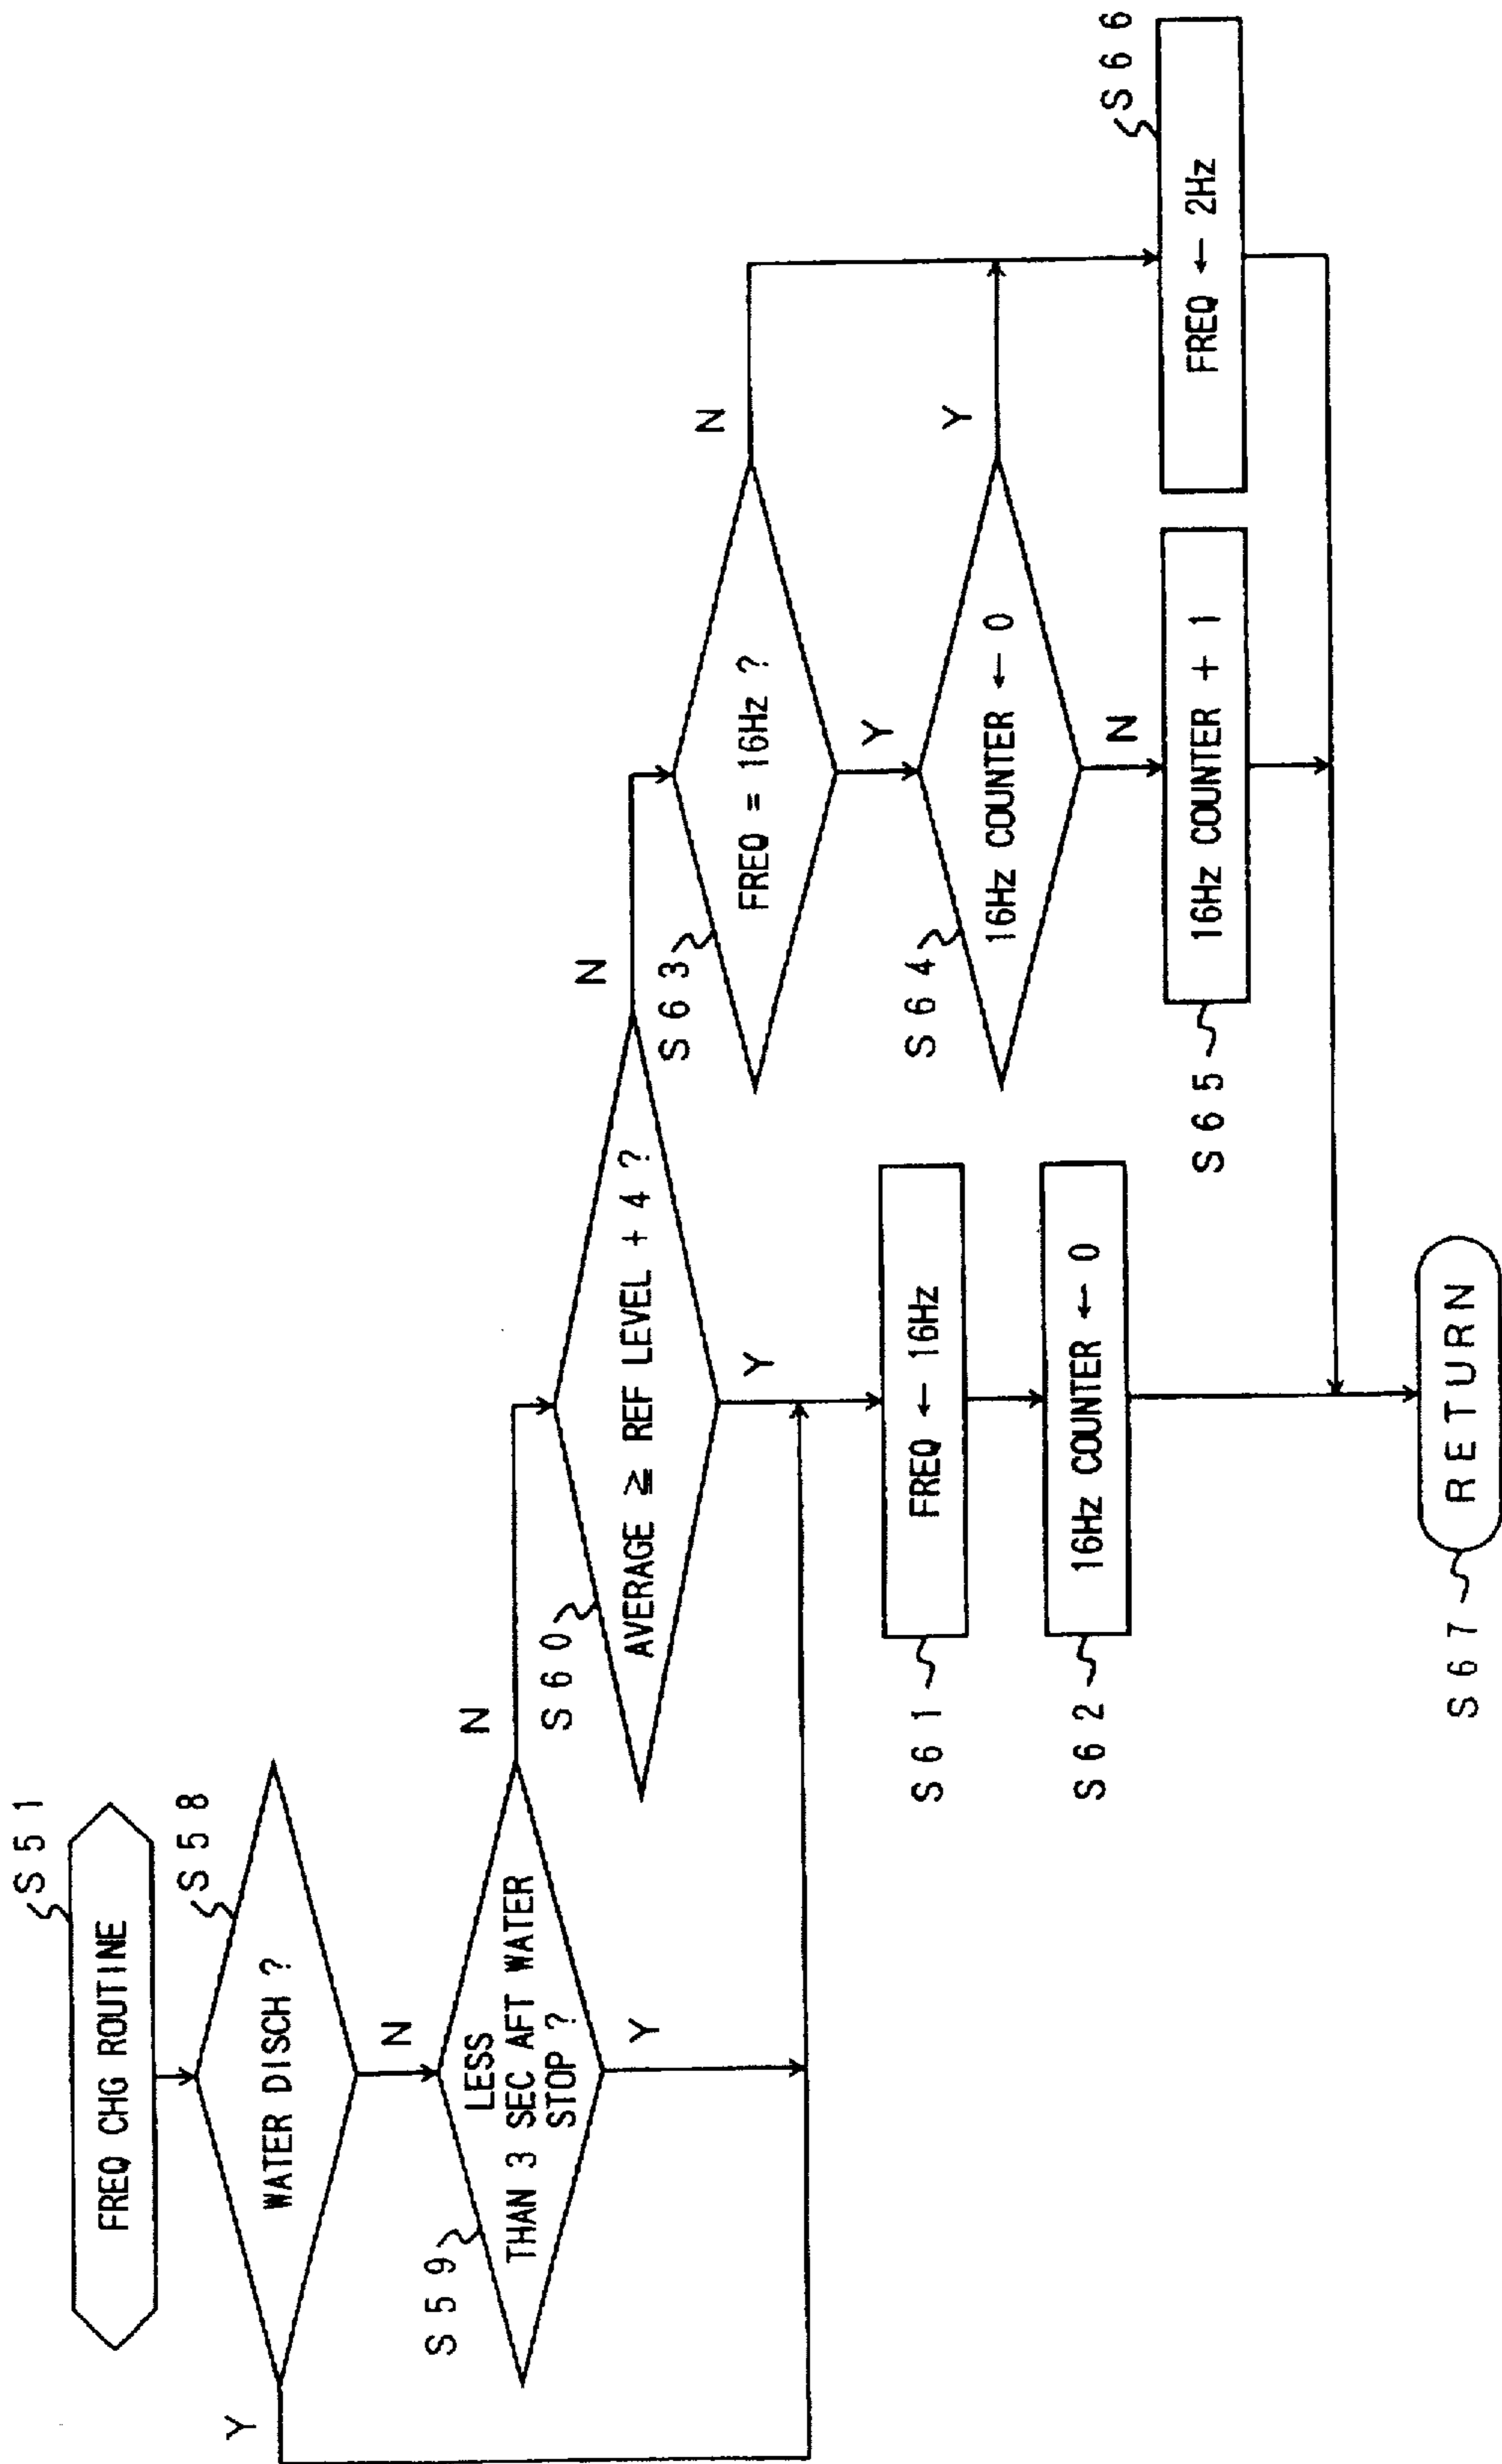 S51
FREQ CHG ROUTINE
S58
WATER DISCH ?
Y
N
S59
LESS
THAN 3 SEC AFT WATER
STOP ?
N
Y
S60
AVERAGE ≧ REF LEVEL + 4 ?
N
Y
S61
FREQ ← 16Hz
S62
16Hz COUNTER ← 0
S63
FREQ = 16Hz ?
N
Y
S64
16Hz COUNTER ← 0
Y
N
S65
16Hz COUNTER + 1
S66
FREQ ← 2Hz
S67
RETURN